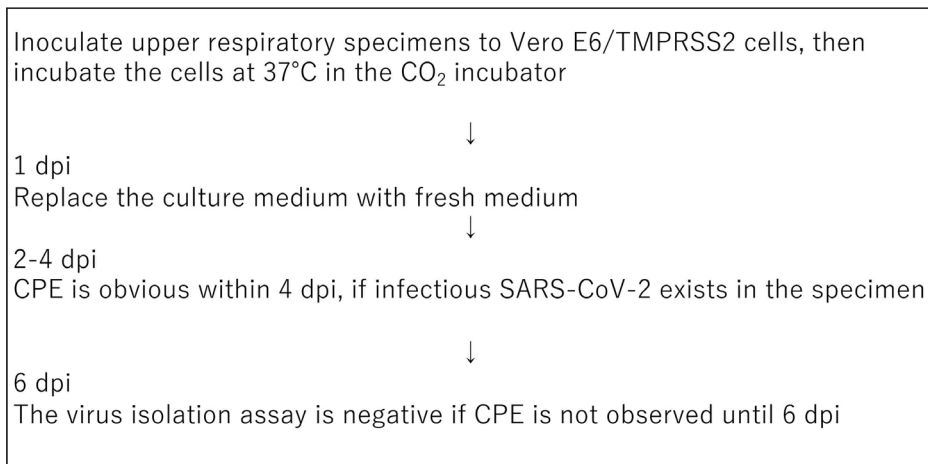 Inoculate upper respiratory specimens to Vero E6/TMPRSS2 cells, then
incubate the cells at 37°C in the CO₂ incubator
↓
1 dpi
Replace the culture medium with fresh medium
↓
2-4 dpi
CPE is obvious within 4 dpi, if infectious SARS-CoV-2 exists in the specimen
↓
6 dpi
The virus isolation assay is negative if CPE is not observed until 6 dpi